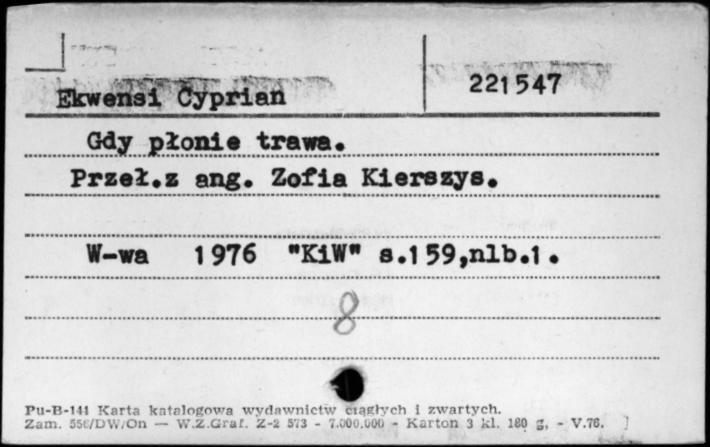 Ekwensi Cyprian 221547
Gdy płonie trawa.
Przeł.z ang. Zofia Kierszys.
W-wa 1976 "KiW" s.159,nlb.1.
8
Pu-B-141 Karta katalogowa wydawnictw ciągłych i zwartych.
Zam. 556/DW/On — W.Z.Graf. Z-2 573 - 7.000.000 - Karton 3 kl. 180 g. - V.76.